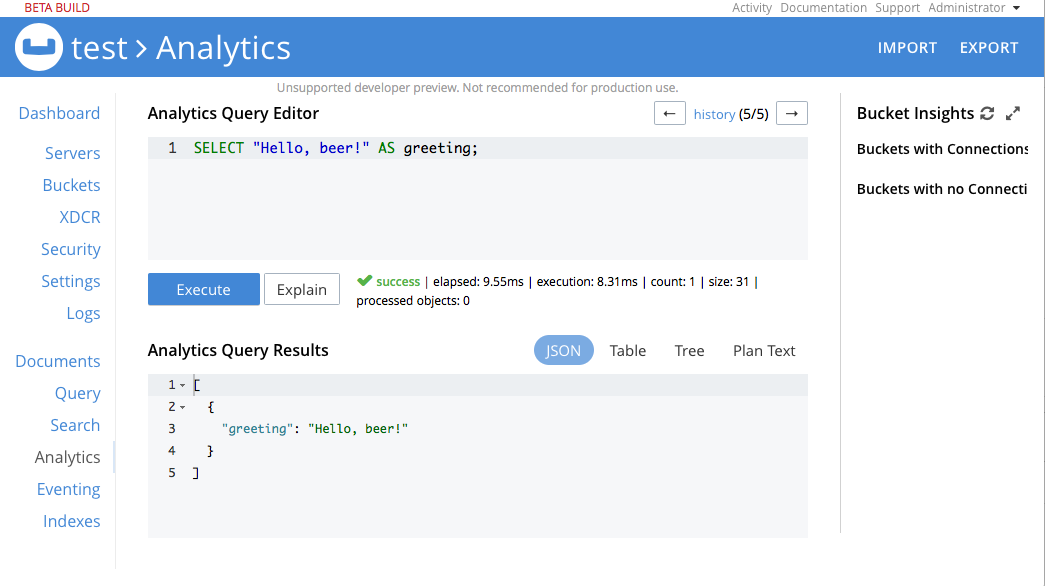 BETA BUILD
Activity Documentation Support Administrator
test > Analytics
IMPORT EXPORT
Unsupported developer preview. Not recommended for production use.
Dashboard
Servers
Buckets
XDCR
Security
Settings
Logs
Documents
Query
Search
Analytics
Eventing
Indexes
Analytics Query Editor
← history (5/5) →
1 SELECT "Hello, beer!" AS greeting;
Execute Explain
success | elapsed: 9.55ms | execution: 8.31ms | count: 1 | size: 31 |
processed objects: 0
Analytics Query Results
JSON Table Tree Plan Text
1 [
2 {
3 "greeting": "Hello, beer!"
4 }
5 ]
Bucket Insights
Buckets with Connections
Buckets with no Connecti